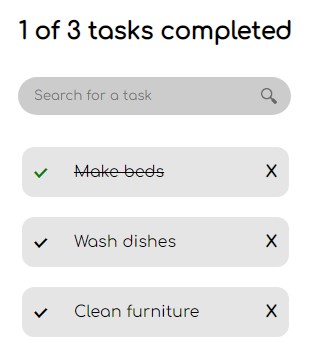 1 of 3 tasks completed
Search for a task
Make beds X
Wash dishes X
Clean furniture X